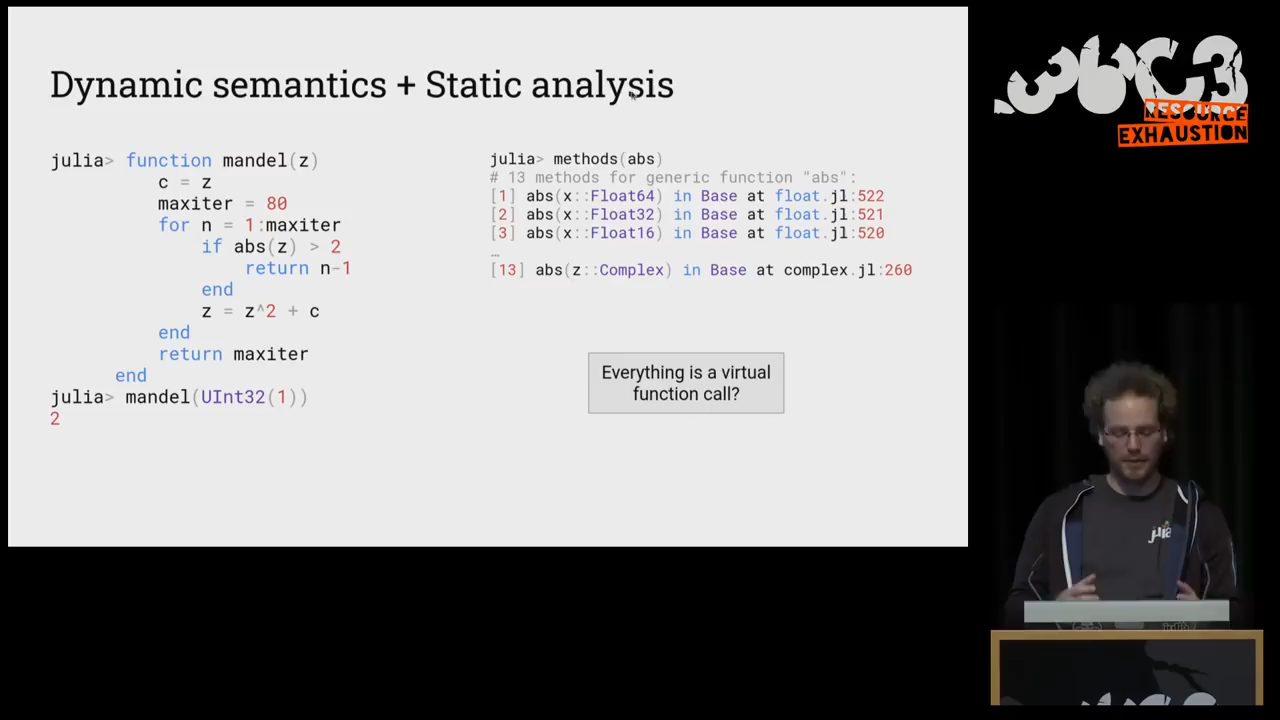 Dynamic semantics + Static analysis
julia> function mandel(z)
c = z
maxiter = 80
for n = 1:maxiter
if abs(z) > 2
return n-1
end
z = z^2 + c
end
return maxiter
end
julia> mandel(UInt32(1))
2
julia> methods(abs)
# 13 methods for generic function "abs":
[1] abs(x::Float64) in Base at float.jl:522
[2] abs(x::Float32) in Base at float.jl:521
[3] abs(x::Float16) in Base at float.jl:520
…
[13] abs(z::Complex) in Base at complex.jl:260
Everything is a virtual
function call?
36C3
RESOURCE
EXHAUSTION
julia